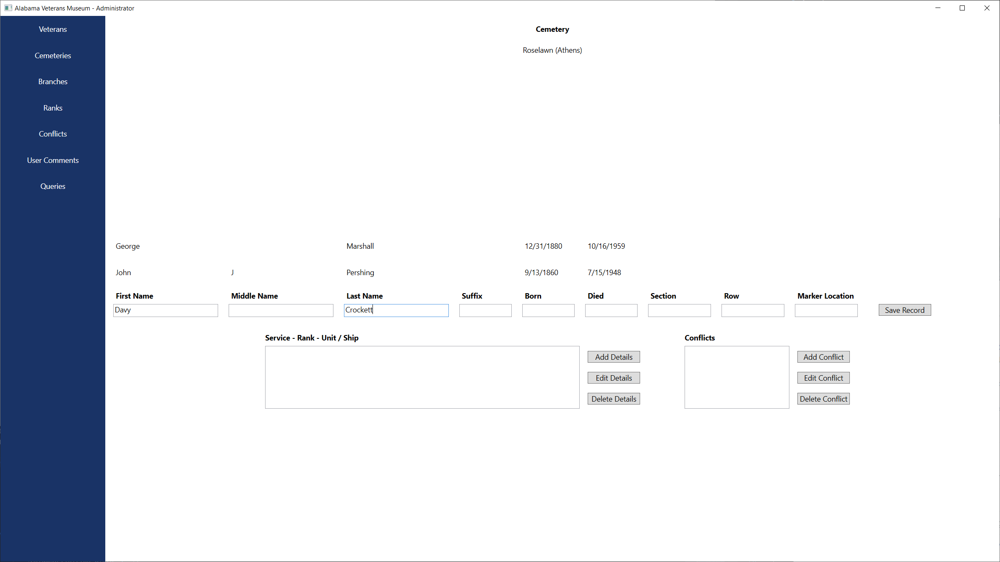 Alabama Veterans Museum - Administrator
Veterans
Cemeteries
Branches
Ranks
Conflicts
User Comments
Queries
Cemetery
Roselawn (Athens)
George Marshall 12/31/1880 10/16/1959
John J Pershing 9/13/1860 7/15/1948
First Name Middle Name Last Name Suffix Born Died Section Row Marker Location
Davy Crockett Save Record
Service - Rank - Unit / Ship
Add Details
Edit Details
Delete Details
Conflicts
Add Conflict
Edit Conflict
Delete Conflict